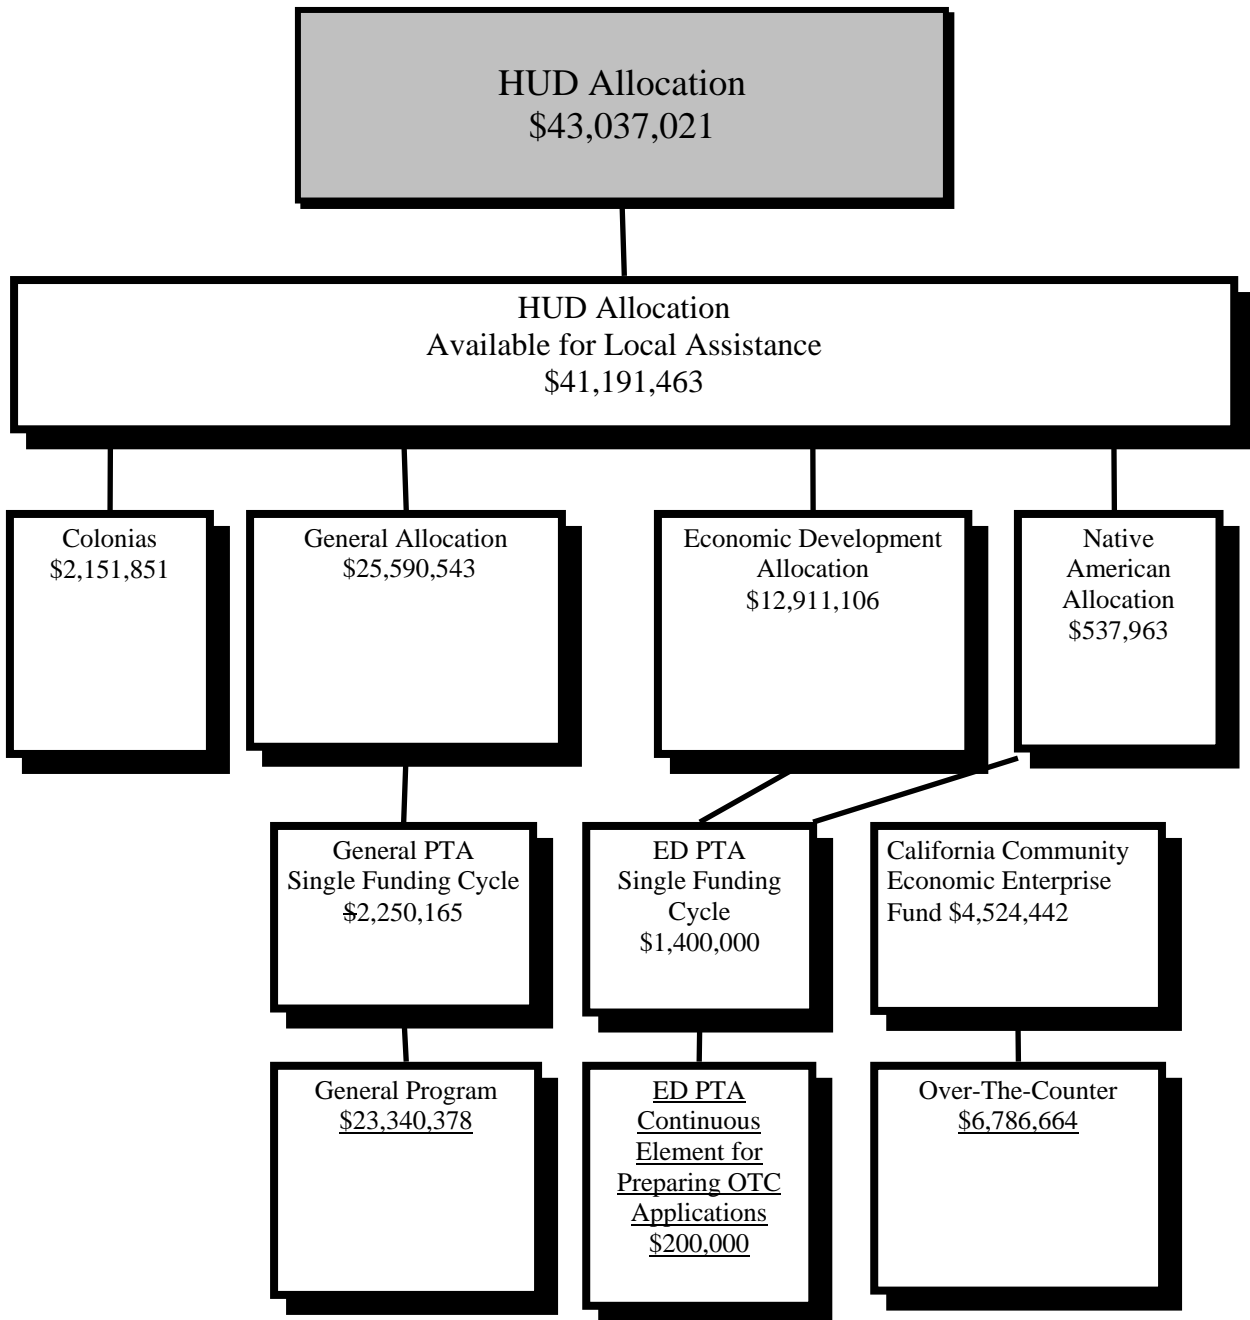 HUD Allocation
$43,037,021
HUD Allocation
Available for Local Assistance
$41,191,463
Colonias
$2,151,851
General Allocation
$25,590,543
Economic Development
Allocation
$12,911,106
Native
American
Allocation
$537,963
General PTA
Single Funding Cycle
$2,250,165
ED PTA
Single Funding
Cycle
$1,400,000
California Community
Economic Enterprise
Fund $4,524,442
General Program
$23,340,378
ED PTA
Continuous
Element for
Preparing OTC
Applications
$200,000
Over-The-Counter
$6,786,664